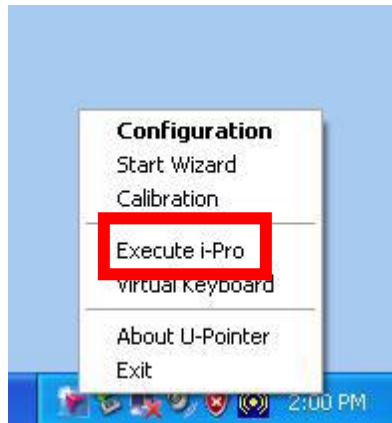 Configuration
Start Wizard
Calibration
Execute i-Pro
Virtual Keyboard
About U-Pointer
Exit
2:00 PM